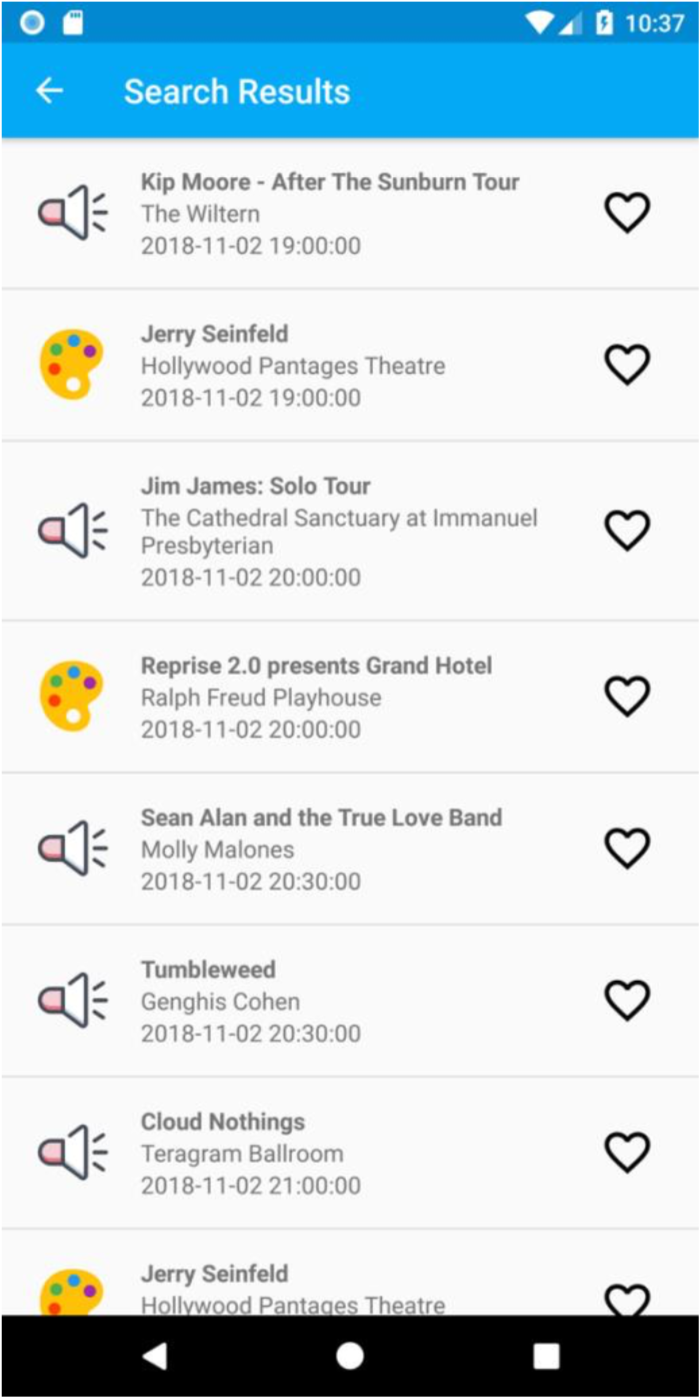 10:37
Search Results
Kip Moore - After The Sunburn Tour
The Wiltern
2018-11-02 19:00:00
Jerry Seinfeld
Hollywood Pantages Theatre
2018-11-02 19:00:00
Jim James: Solo Tour
The Cathedral Sanctuary at Immanuel
Presbyterian
2018-11-02 20:00:00
Reprise 2.0 presents Grand Hotel
Ralph Freud Playhouse
2018-11-02 20:00:00
Sean Alan and the True Love Band
Molly Malones
2018-11-02 20:30:00
Tumbleweed
Genghis Cohen
2018-11-02 20:30:00
Cloud Nothings
Teragram Ballroom
2018-11-02 21:00:00
Jerry Seinfeld
Hollywood Pantages Theatre